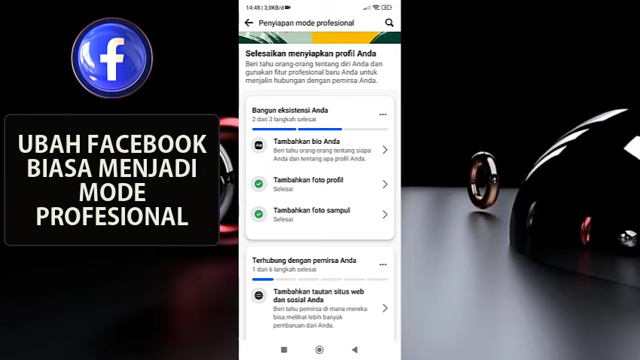 14:48 | 3,0KB/d
Penyiapan mode profesional
Selesaikan menyiapkan profil Anda
Beri tahu orang-orang tentang diri Anda dan
gunakan fitur profesional baru Anda untuk
menjalin hubungan dengan pemirsa Anda.
UBAH FACEBOOK
BIASA MENJADI
MODE
PROFESIONAL
Bangun eksistensi Anda
2 dari 3 langkah selesai
Tambahkan bio Anda
Beri tahu orang-orang tentang siapa
Anda dan tentang apa profil Anda.
Tambahkan foto profil
Selesai
Tambahkan foto sampul
Selesai
Terhubung dengan pemirsa Anda
1 dari 6 langkah selesai
Tambahkan tautan situs web
dan sosial Anda
Beri tahu pemirsa di mana mereka
bisa melihat lebih banyak
pembaruan dari Anda.